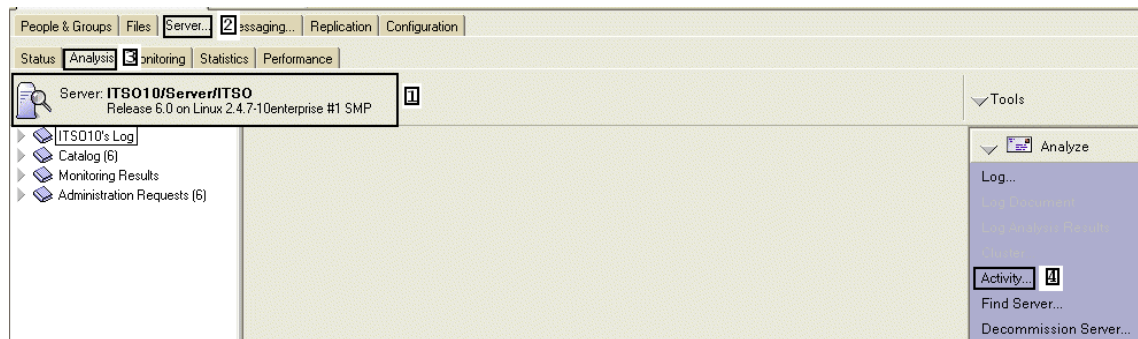 People & Groups Files Server... 2 essaging... Replication Configuration
Status Analysis 3 onitoring Statistics Performance
Server: ITSO10/Server/ITSO 1
Release 6.0 on Linux 2.4.7-10enterprise #1 SMP
Tools
ITSO10's Log
Catalog (6)
Monitoring Results
Administration Requests (6)
Analyze
Log...
Log Document
Log Analysis Results
Cluster
Activity... 4
Find Server...
Decommission Server...